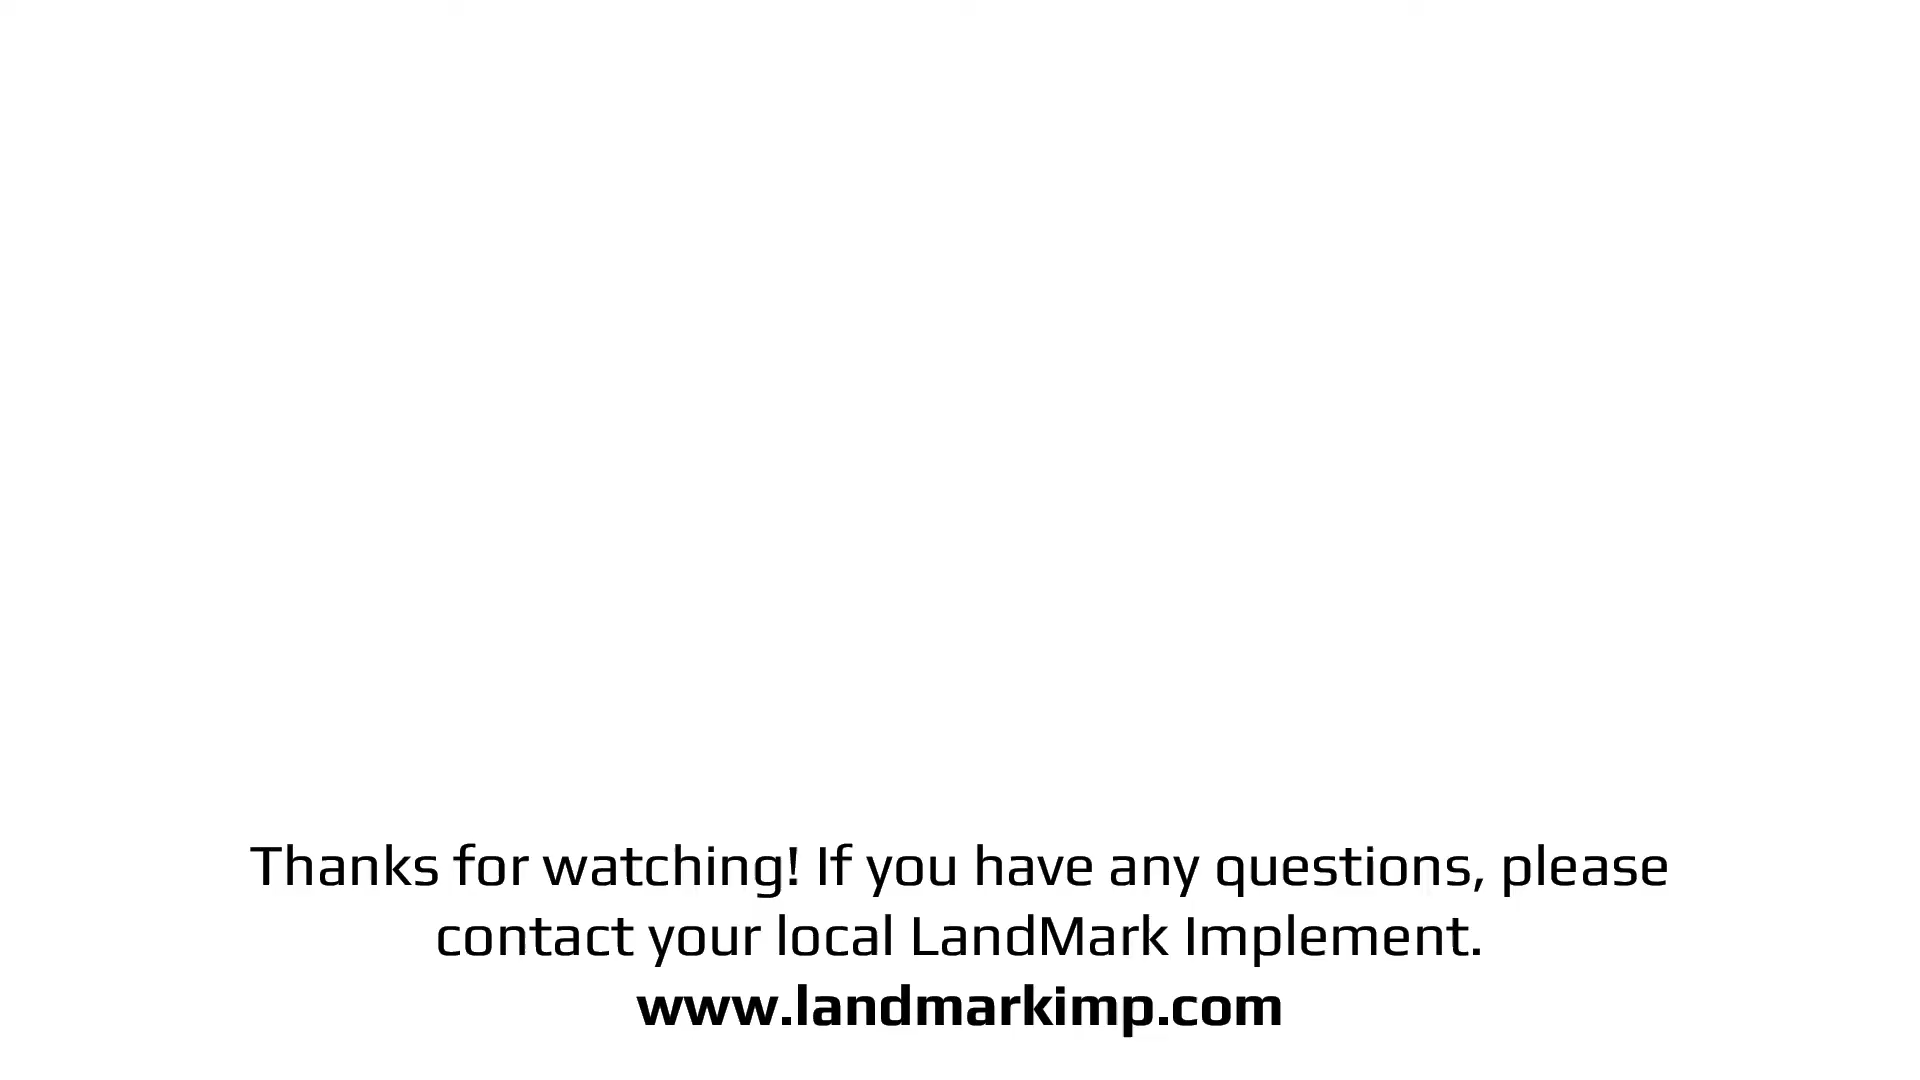 Thanks for watching! If you have any questions, please
contact your local LandMark Implement.
www.landmarkimp.com